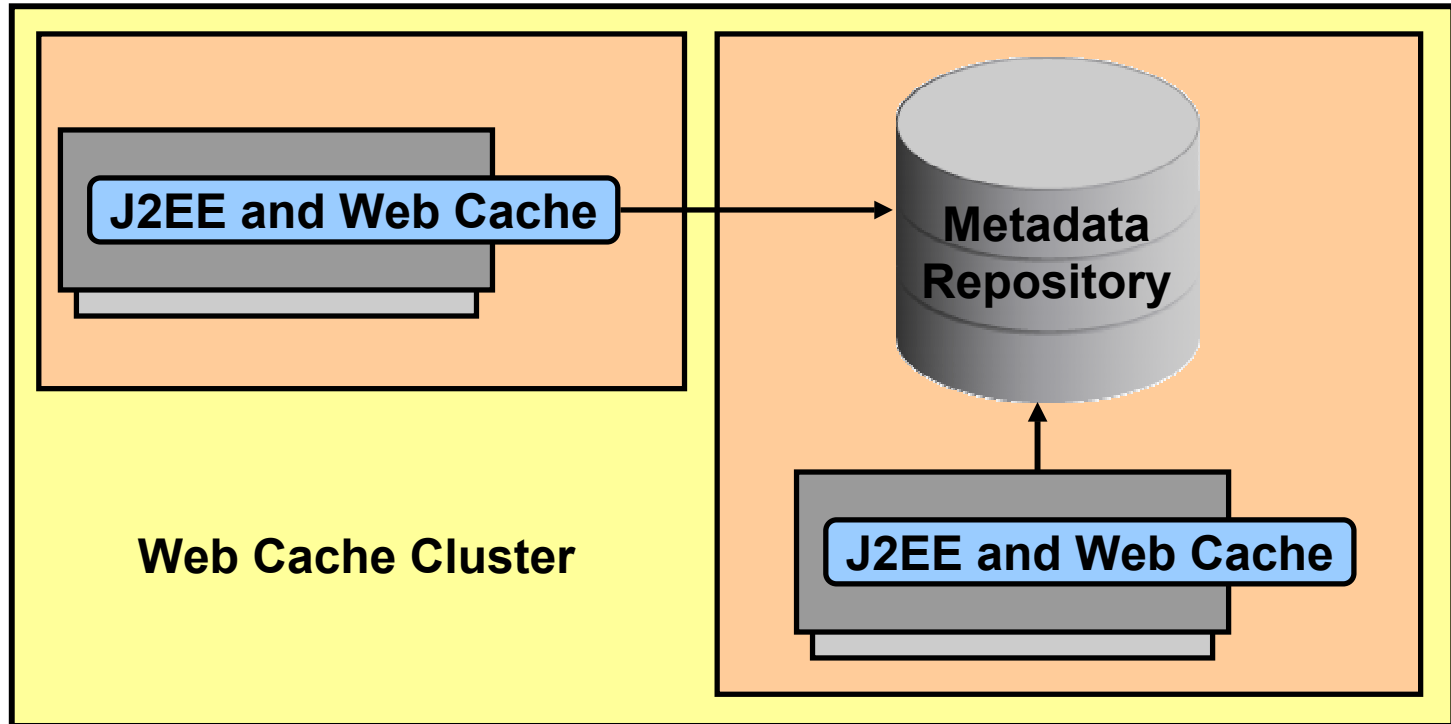 J2EE and Web Cache
Metadata
Repository
Web Cache Cluster
J2EE and Web Cache